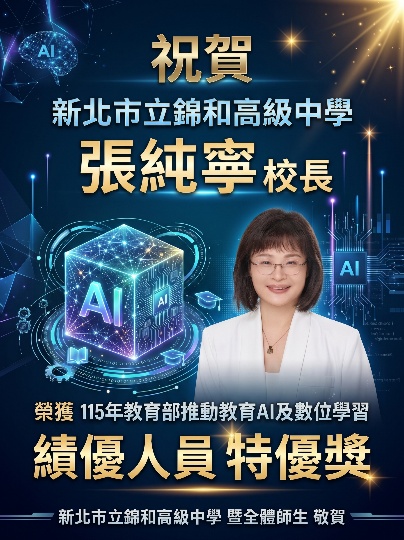 AI
祝賀
新北市立錦和高級中學
張純寧 校長
AI
AI
AI
榮獲 115年教育部推動教育AI及數位學習
績優人員 特優獎
新北市立錦和高級中學 暨全體師生 敬賀